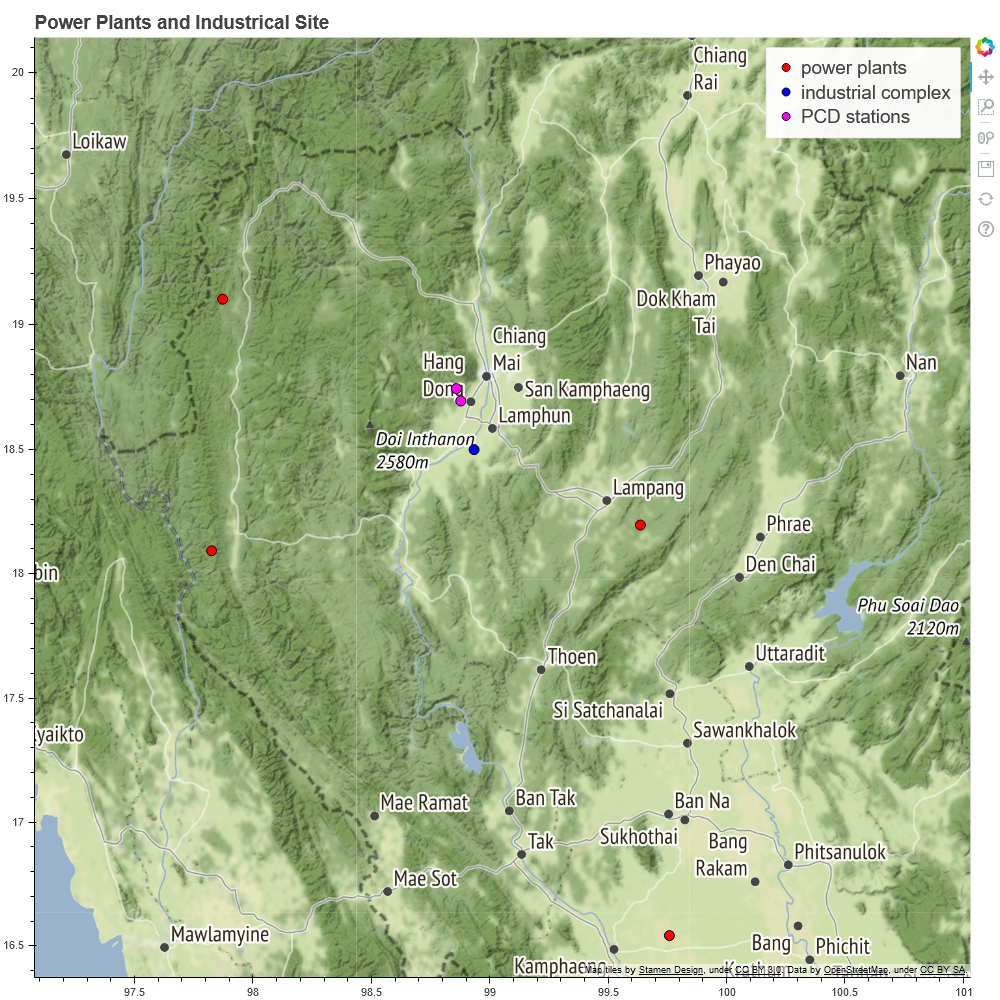 Power Plants and Industrical Site
power plants
industrial complex
PCD stations
Chiang
Rai
Loikaw
Phayao
Dok Kham
Tai
Chiang
Mai
Hang
Dong
San Kamphaeng
Lamphun
Nan
Doi Inthanon
2580m
Lampang
Phrae
Den Chai
bin
Phu Soai Dao
2120m
Uttaradit
Thoen
Si Satchanalai
Sawankhalok
yaikto
Mae Ramat
Ban Tak
Ban Na
Sukhothai
Tak
Bang
Rakam
Phitsanulok
Mae Sot
Mawlamyine
Bang
Phichit
Map tiles by Stamen Design, under CC BY 3.0. Data by OpenStreetMap, under CC BY SA.
20
19.5
19
18.5
18
17.5
17
16.5
97.5
98
98.5
99
99.5
100
100.5
101